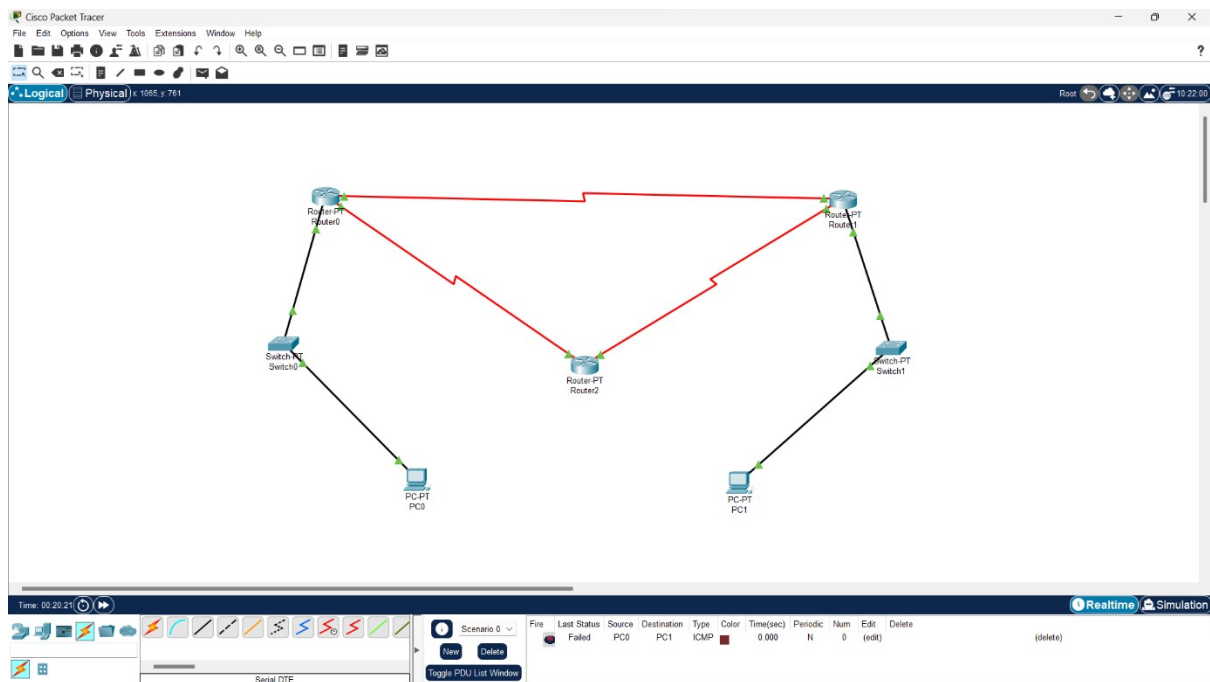 Cisco Packet Tracer
File Edit Options View Tools Extensions Window Help
?
Logical Physical x: 1065, y: 761
Root 10:22:00
Router-PT
Router0
Router-PT
Router1
Switch-PT
Switch0
Router-PT
Router2
Switch-PT
Switch1
PC-PT
PC0
PC-PT
PC1
Time: 00:20:21
Realtime Simulation
Scenario 0
New Delete
Toggle PDU List Window
Fire Last Status Source Destination Type Color Time(sec) Periodic Num Edit Delete
Failed PC0 PC1 ICMP 0.000 N 0 (edit) (delete)
Serial DTE